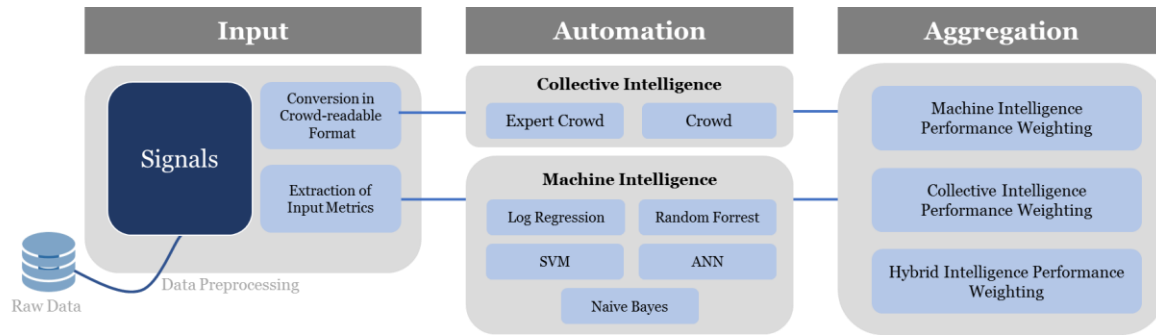 Input
Automation
Aggregation
Signals
Conversion in
Crowd-readable
Format
Extraction of
Input Metrics
Raw Data
Data Preprocessing
Collective Intelligence
Expert Crowd
Crowd
Machine Intelligence
Log Regression
Random Forrest
SVM
ANN
Naive Bayes
Machine Intelligence
Performance Weighting
Collective Intelligence
Performance Weighting
Hybrid Intelligence Performance
Weighting